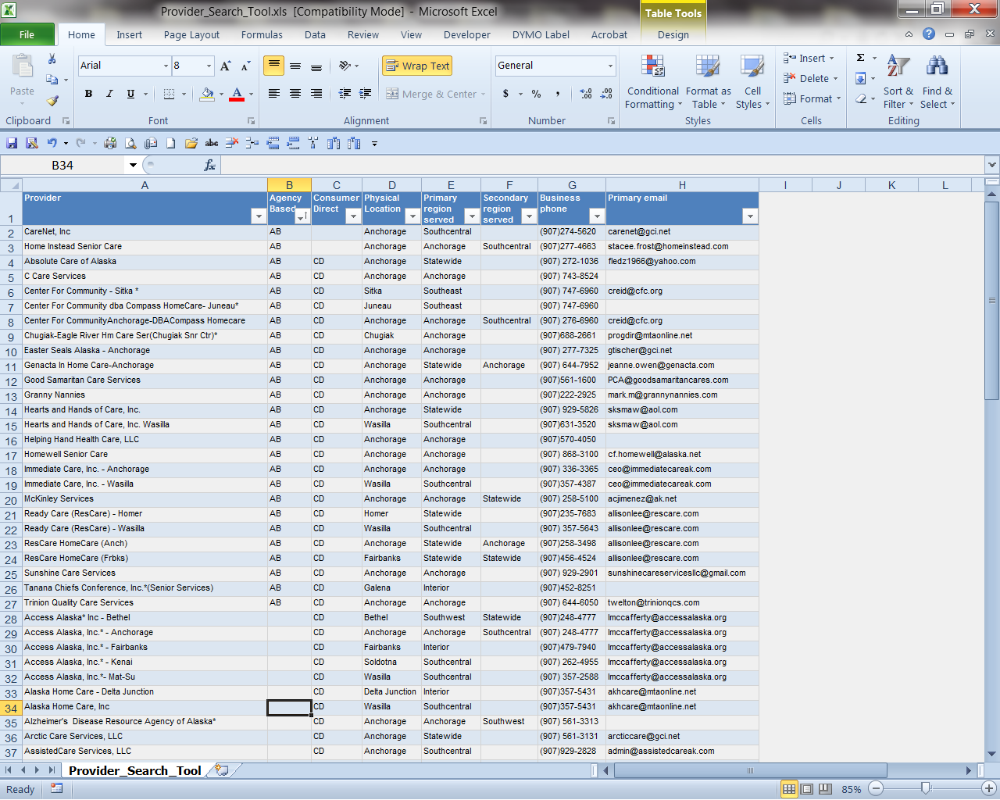 Provider_Search_Tool.xls [Compatibility Mode] - Microsoft Excel
Table Tools
File Home Insert Page Layout Formulas Data Review View Developer DYMO Label Acrobat Design
Arial 8 Wrap Text General
Paste B I U A Merge & Center $ % , Conditional Formatting Format as Table Cell Styles Insert Delete Format Σ Sort & Filter Find & Select
Clipboard Font Alignment Number Styles Cells Editing
abc
B34 fx
A B C D E F G H I J K L
1 Provider Agency Based Consumer Direct Physical Location Primary region served Secondary region served Business phone Primary email
2 CareNet, Inc AB Anchorage Southcentral (907)274-5620 carenet@gci.net
3 Home Instead Senior Care AB Anchorage Anchorage Southcentral (907)277-4663 stacee.frost@homeinstead.com
4 Absolute Care of Alaska AB CD Anchorage Statewide (907) 272-1036 fledz1966@yahoo.com
5 C Care Services AB CD Anchorage Anchorage (907) 743-8524
6 Center For Community - Sitka * AB CD Sitka Southeast (907) 747-6960 creid@cfc.org
7 Center For Community dba Compass HomeCare- Juneau* AB CD Juneau Southeast (907) 747-6960
8 Center For CommunityAnchorage-DBACompass Homecare AB CD Anchorage Anchorage Southcentral (907) 276-6960 creid@cfc.org
9 Chugiak-Eagle River Hm Care Ser(Chugiak Snr Ctr)* AB CD Chugiak Anchorage (907)688-2661 progdir@mtaonline.net
10 Easter Seals Alaska - Anchorage AB CD Anchorage Anchorage (907) 277-7325 gtischer@gci.net
11 Genacta In Home Care-Anchorage AB CD Anchorage Statewide Anchorage (907) 644-7952 jeanne.owen@genacta.com
12 Good Samaritan Care Services AB CD Anchorage Anchorage (907)561-1600 PCA@goodsamaritancares.com
13 Granny Nannies AB CD Anchorage Anchorage (907)222-2925 mark.m@grannynannies.com
14 Hearts and Hands of Care, Inc. AB CD Anchorage Statewide (907) 929-5826 sksmaw@aol.com
15 Hearts and Hands of Care, Inc. Wasilla AB CD Wasilla Southcentral (907)631-3520 sksmaw@aol.com
16 Helping Hand Health Care, LLC AB CD Anchorage Anchorage (907)570-4050
17 Homewell Senior Care AB CD Anchorage Anchorage (907) 868-3100 cf.homewell@alaska.net
18 Immediate Care, Inc. - Anchorage AB CD Anchorage Anchorage (907) 336-3365 ceo@immediatecareak.com
19 Immediate Care, Inc. - Wasilla AB CD Wasilla Southcentral (907)357-4387 ceo@immediatecareak.com
20 McKinley Services AB CD Anchorage Anchorage Statewide (907) 258-5100 acjimenez@ak.net
21 Ready Care (ResCare) - Homer AB CD Homer Statewide (907)235-7683 allisonlee@rescare.com
22 Ready Care (ResCare) - Wasilla AB CD Wasilla Southcentral (907) 357-5643 allisonlee@rescare.com
23 ResCare HomeCare (Anch) AB CD Anchorage Statewide Anchorage (907)258-3498 allisonlee@rescare.com
24 ResCare HomeCare (Frbks) AB CD Fairbanks Statewide Statewide (907)456-4524 allisonlee@rescare.com
25 Sunshine Care Services AB CD Anchorage Anchorage (907) 929-2901 sunshinecareservicesllc@gmail.com
26 Tanana Chiefs Conference, Inc.*(Senior Services) AB CD Galena Interior (907)452-8251
27 Trinion Quality Care Services AB CD Anchorage Anchorage (907) 644-6050 twelton@trinionqcs.com
28 Access Alaska* Inc - Bethel CD Bethel Southwest Statewide (907)248-4777 lmccafferty@accessalaska.org
29 Access Alaska, Inc.* - Anchorage CD Anchorage Anchorage Southcentral (907) 248-4777 lmccafferty@accessalaska.org
30 Access Alaska, Inc.* - Fairbanks CD Fairbanks Interior (907)479-7940 lmccafferty@accessalaska.org
31 Access Alaska, Inc.* - Kenai CD Soldotna Southcentral (907) 262-4955 lmccafferty@accessalaska.org
32 Access Alaska, Inc.*- Mat-Su CD Wasilla Southcentral (907) 357-2588 lmccafferty@accessalaska.org
33 Alaska Home Care - Delta Junction CD Delta Junction Interior (907)357-5431 akhcare@mtaonline.net
34 Alaska Home Care, Inc CD Wasilla Southcentral (907)357-5431 akhcare@mtaonline.net
35 Alzheimer's Disease Resource Agency of Alaska* CD Anchorage Anchorage Southwest (907) 561-3313
36 Arctic Care Services, LLC CD Anchorage Statewide (907) 561-3131 arcticcare@gci.net
37 AssistedCare Services, LLC CD Anchorage Southcentral (907)929-2828 admin@assistedcareak.com
Provider_Search_Tool
Ready 85%